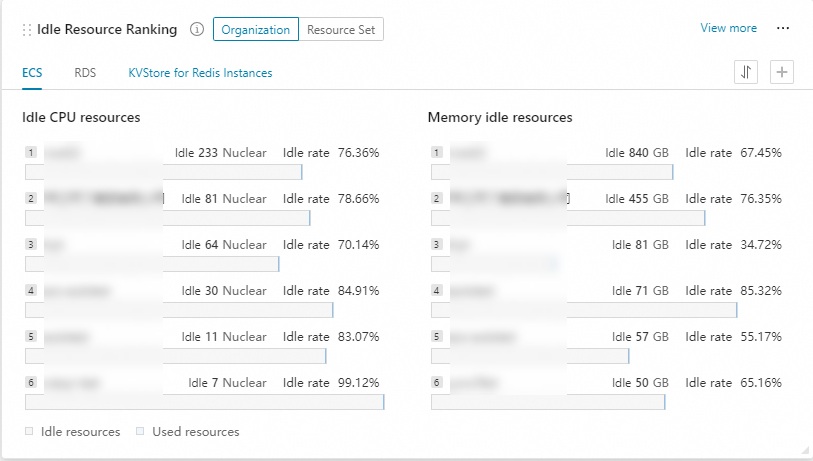 Idle Resource Ranking Organization Resource Set View more
ECS RDS KVStore for Redis Instances
Idle CPU resources
1 Idle 233 Nuclear Idle rate 76.36%
2 Idle 81 Nuclear Idle rate 78.66%
3 Idle 64 Nuclear Idle rate 70.14%
4 Idle 30 Nuclear Idle rate 84.91%
5 Idle 11 Nuclear Idle rate 83.07%
6 Idle 7 Nuclear Idle rate 99.12%
Idle resources Used resources
Memory idle resources
1 Idle 840 GB Idle rate 67.45%
2 Idle 455 GB Idle rate 76.35%
3 Idle 81 GB Idle rate 34.72%
4 Idle 71 GB Idle rate 85.32%
5 Idle 57 GB Idle rate 55.17%
6 Idle 50 GB Idle rate 65.16%